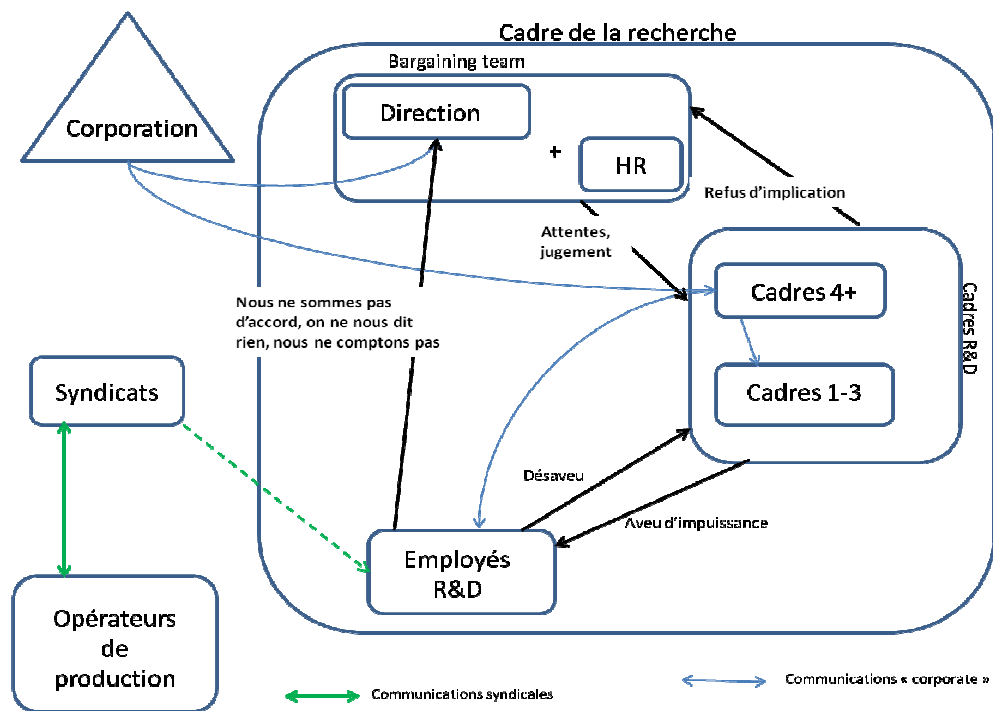 Cadre de la recherche
Bargaining team
Corporation
Direction
+
HR
Refus d'implication
Attentes,
jugement
Cadres 4+
Cadres R&D
Nous ne sommes pas
d'accord, on ne nous dit
rien, nous ne comptons pas
Syndicats
Cadres 1-3
Désaveu
Aveu d'impuissance
Employés
R&D
Opérateurs
de
production
Communications syndicales
Communications « corporate »